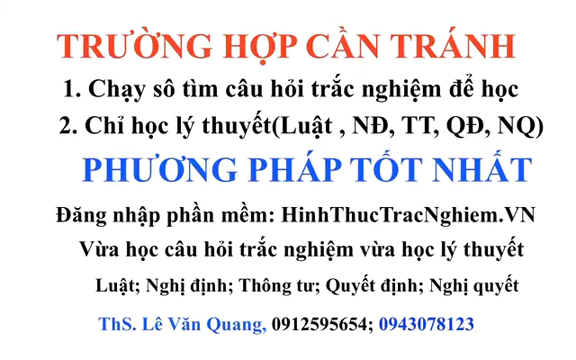 TRƯỜNG HỢP CẦN TRÁNH
1. Chạy sô tìm câu hỏi trắc nghiệm để học
2. Chỉ học lý thuyết(Luật , NĐ, TT, QĐ, NQ)
PHƯƠNG PHÁP TỐT NHẤT
Đăng nhập phần mềm: HinhThucTracNghiem.VN
Vừa học câu hỏi trắc nghiệm vừa học lý thuyết
Luật; Nghị định; Thông tư; Quyết định; Nghị quyết
ThS. Lê Văn Quang, 0912595654; 0943078123